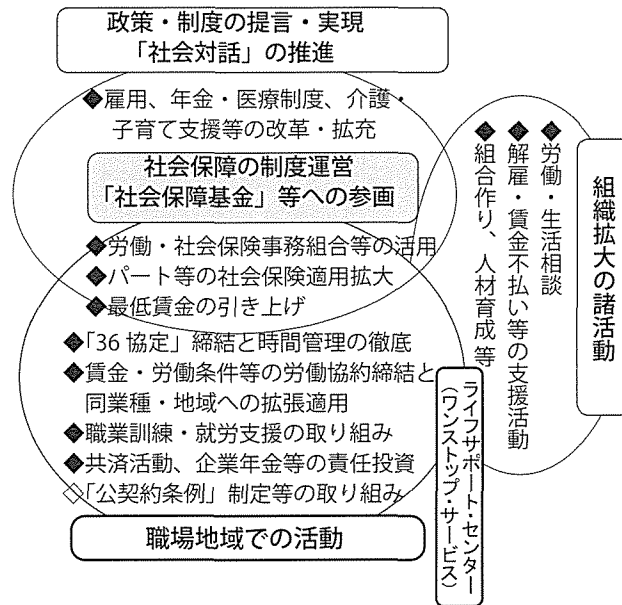 政策・制度の提言・実現
「社会対話」の推進
◆雇用、年金・医療制度、介護・
子育て支援等の改革・拡充
社会保障の制度運営
「社会保障基金」等への参画
◆労働・社会保険事務組合等の活用
◆パート等の社会保険適用拡大
◆最低賃金の引き上げ
◆「36 協定」締結と時間管理の徹底
◆賃金・労働条件等の労働協約締結と
同業種・地域への拡張適用
◆職業訓練・就労支援の取り組み
◆共済活動、企業年金等の責任投資
◇「公契約条例」制定等の取り組み
職場地域での活動
組織拡大の諸活動
◆労働・生活相談
◆解雇・賃金不払い等の支援活動
◆組合作り、人材育成 等
ライフサポート・センター
（ワンストップ・サービス）